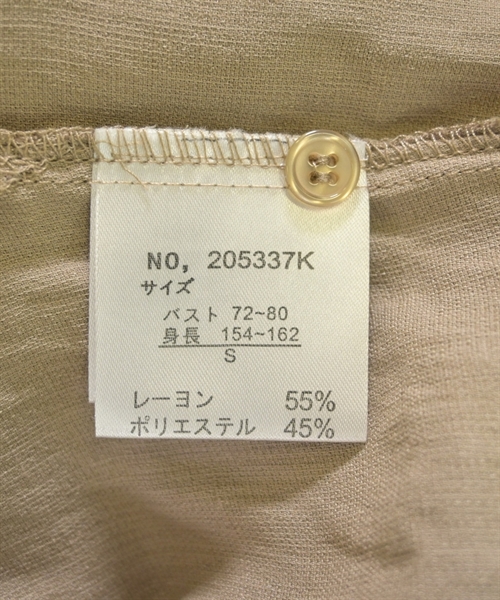 NO, 205337K
サイズ
バスト 72~80
身長 154~162
S
レーヨン 55%
ポリエステル 45%